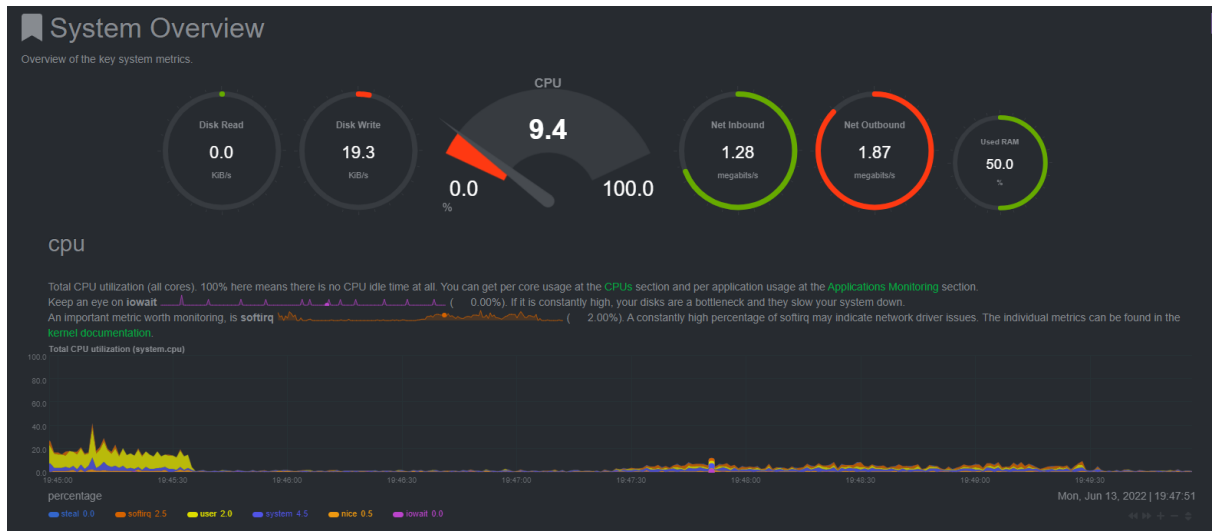 System Overview
Overview of the key system metrics.
CPU
Disk Read
0.0
KiB/s
Disk Write
19.3
KiB/s
9.4
0.0
100.0
%
Net Inbound
1.28
megabits/s
Net Outbound
1.87
megabits/s
Used RAM
50.0
%
cpu
Total CPU utilization (all cores). 100% here means there is no CPU idle time at all. You can get per core usage at the CPUs section and per application usage at the Applications Monitoring section.
Keep an eye on iowait ( 0.00%). If it is constantly high, your disks are a bottleneck and they slow your system down.
An important metric worth monitoring, is softirq ( 2.00%). A constantly high percentage of softirq may indicate network driver issues. The individual metrics can be found in the
kernel documentation.
Total CPU utilization (system.cpu)
100.0
80.0
60.0
40.0
20.0
0.0
19:45:00 19:45:30 19:46:00 19:46:30 19:47:00 19:47:30 19:48:00 19:48:30 19:49:00 19:49:30
percentage
Mon, Jun 13, 2022 | 19:47:51
steal 0.0 softirq 2.5 user 2.0 system 4.5 nice 0.5 iowait 0.0